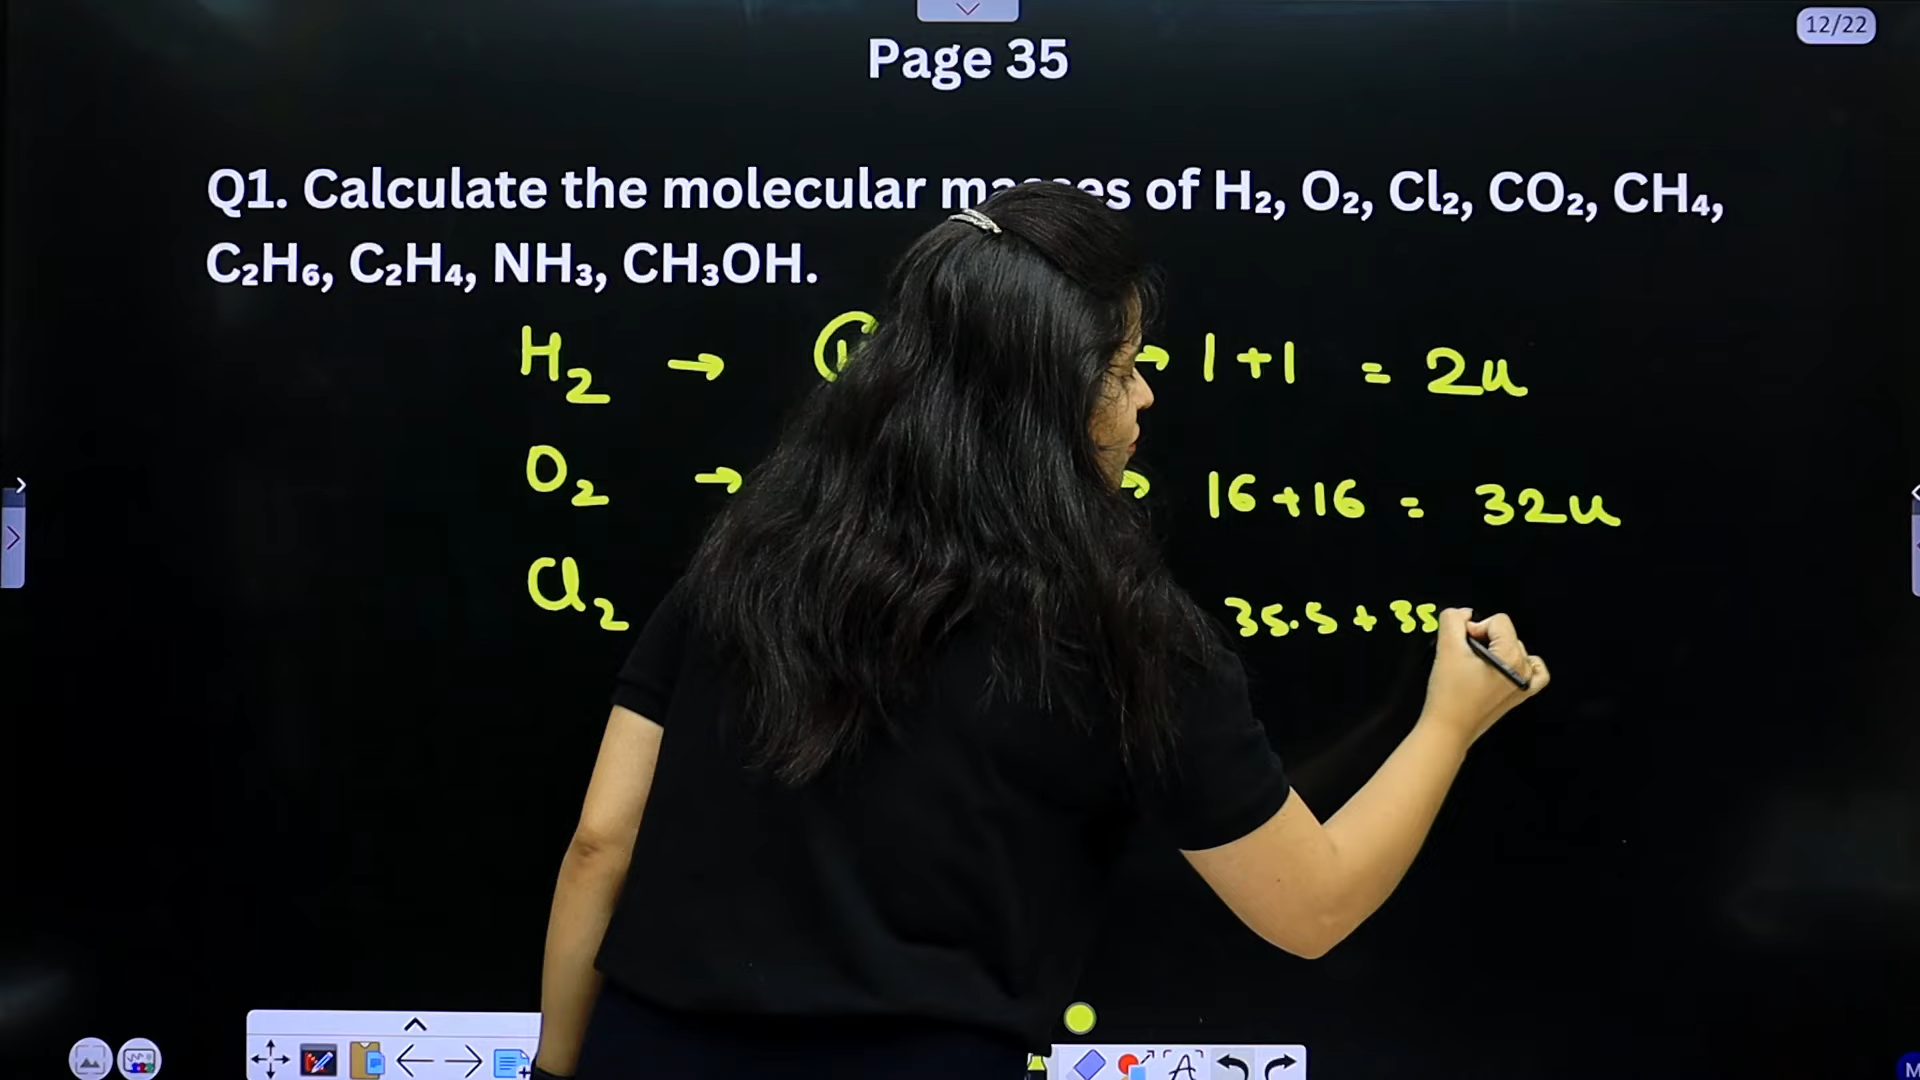 12/22
Page 35
Q1. Calculate the molecular of H₂, O₂, Cl₂, CO₂, CH₄,
C₂H₆, C₂H₄, NH₃, CH₃OH.
H₂ → → 1 + 1 = 2u
O₂ → → 16 + 16 = 32u
Cl₂ 35.5 + 35